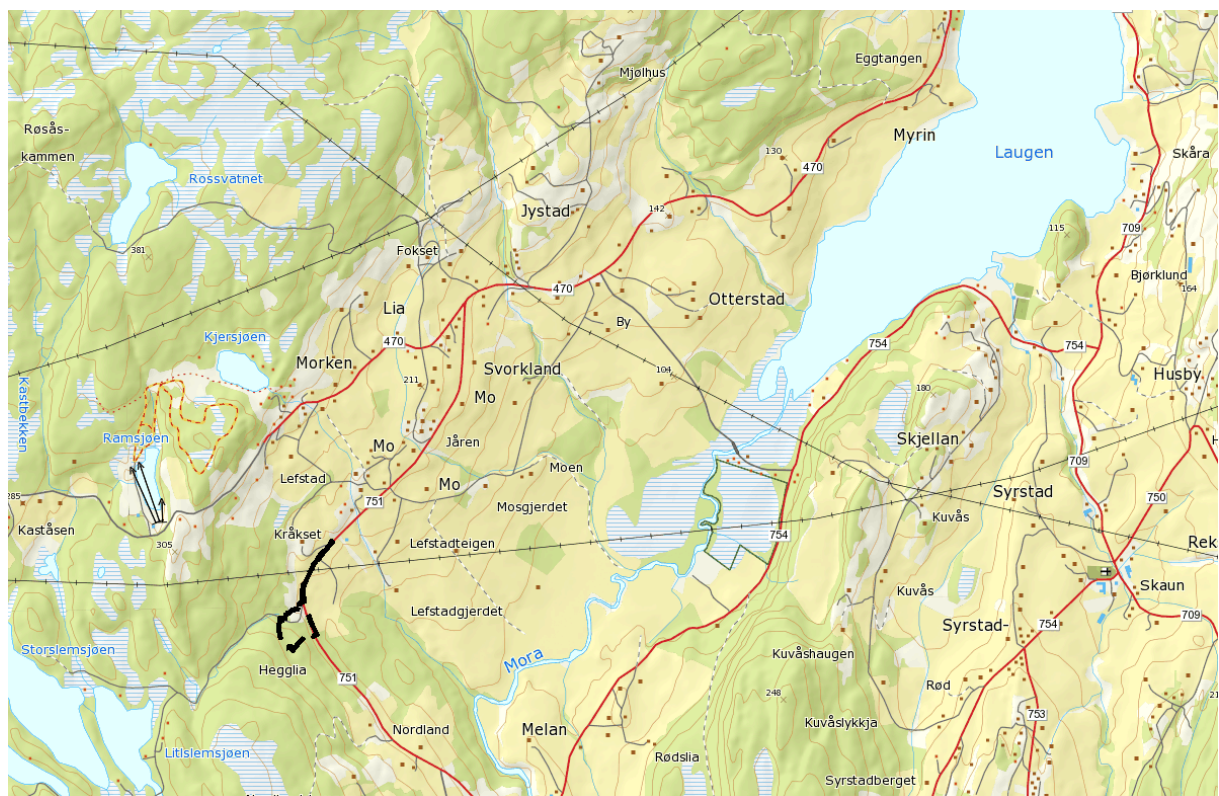 Eggtangen
Mjølhus
Røsås-
kammen
Myrin
Laugen
Skåra
130
470
Rossvatnet
Jystad
142
709
115
381
Fokset
Bjørklund
164
470
Otterstad
Lia
By
Kjersjøen
470
754
754
Morken
Svorkland
104
Husby
211
180
Kastbekken
Mo
Ramsjøen
Skjellan
Mo
Jåren
709
Moen
Lefstad
Mo
285
751
Syrstad
750
Mosgjerdet
Kaståsen
Kråkset
Kuvås
305
Lefstadteigen
754
Rek
Skaun
Kuvås
Lefstadgjerdet
709
754
Syrstad-
Storslemsjøen
Mora
Kuvåshaugen
Hegglia
751
Rød
248
Kuvåslykkja
753
Nordland
Melan
Litlslemsjøen
Rødslia
Syrstadberget